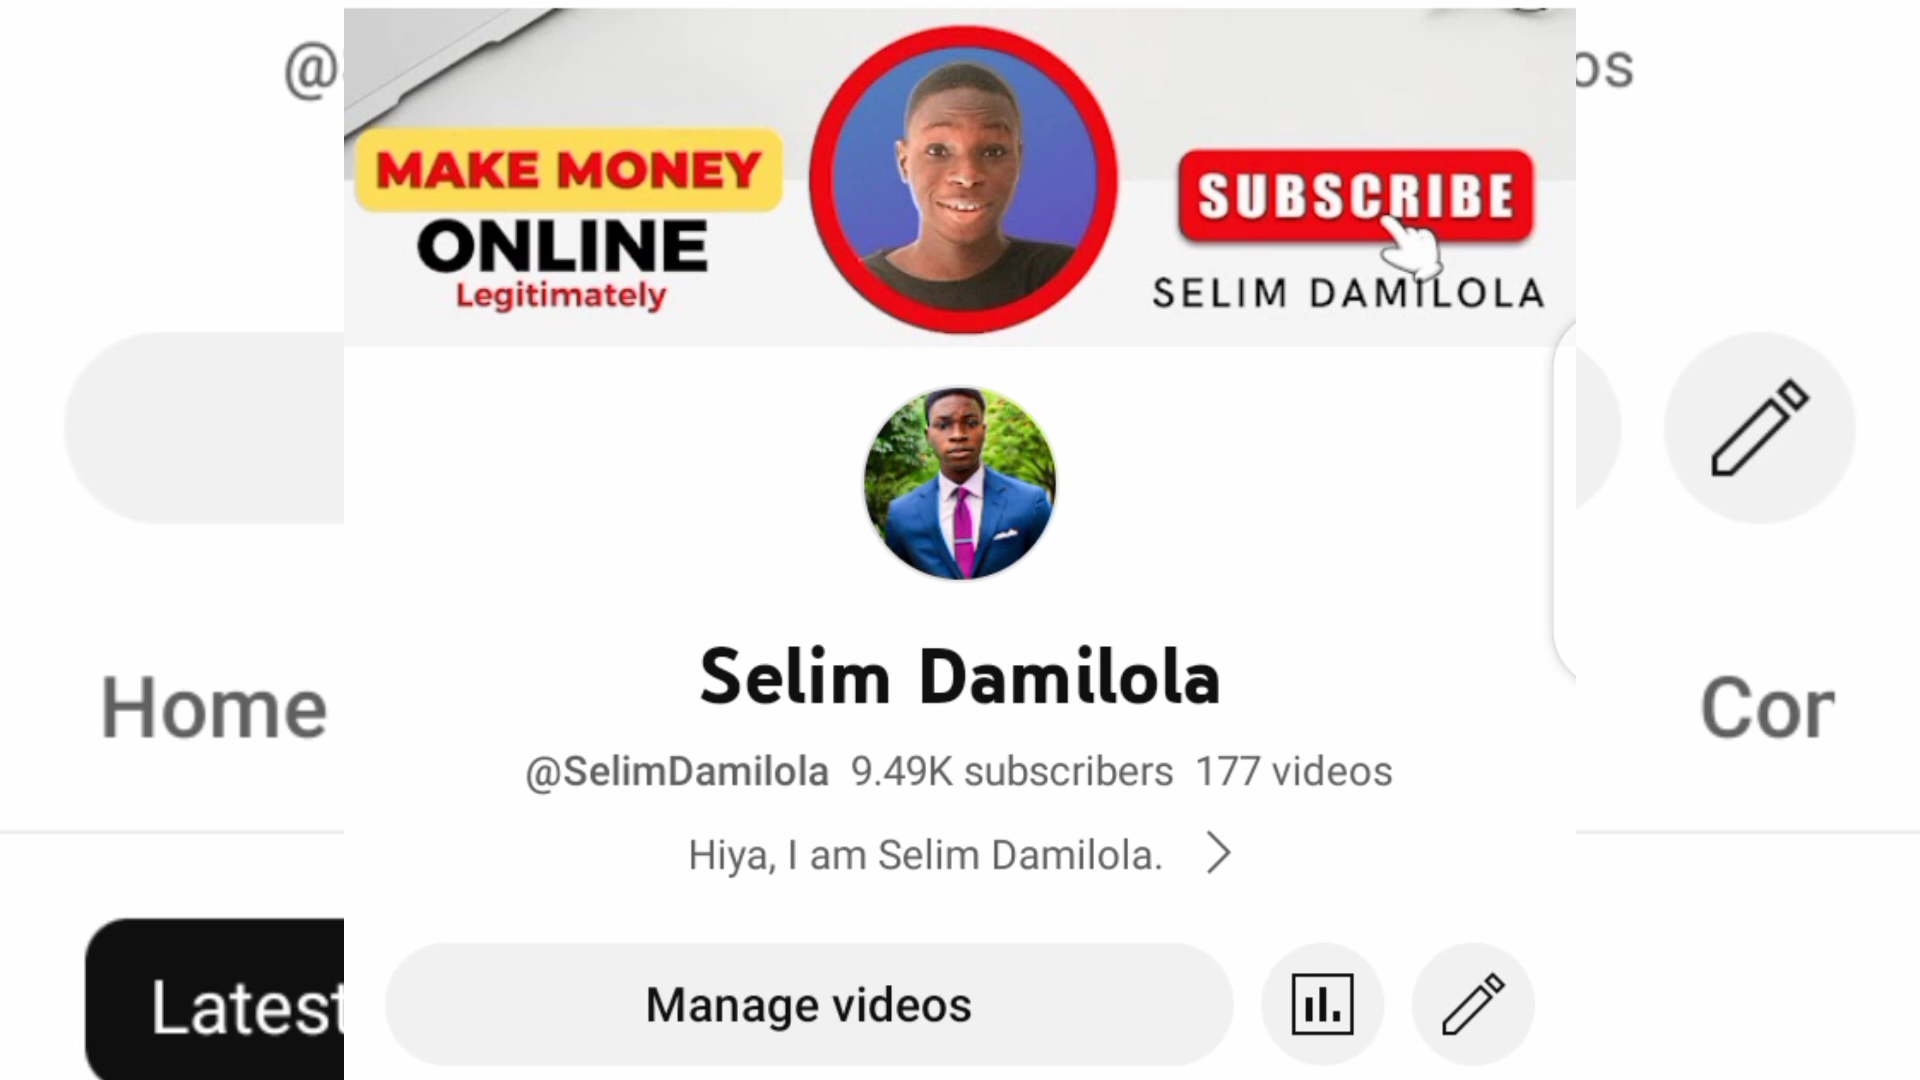 @
os
MAKE MONEY
ONLINE
Legitimately
SUBSCRIBE
SELIM DAMILOLA
Selim Damilola
@SelimDamilola 9.49K subscribers 177 videos
Hiya, I am Selim Damilola.
Home
Cor
Latest
Manage videos